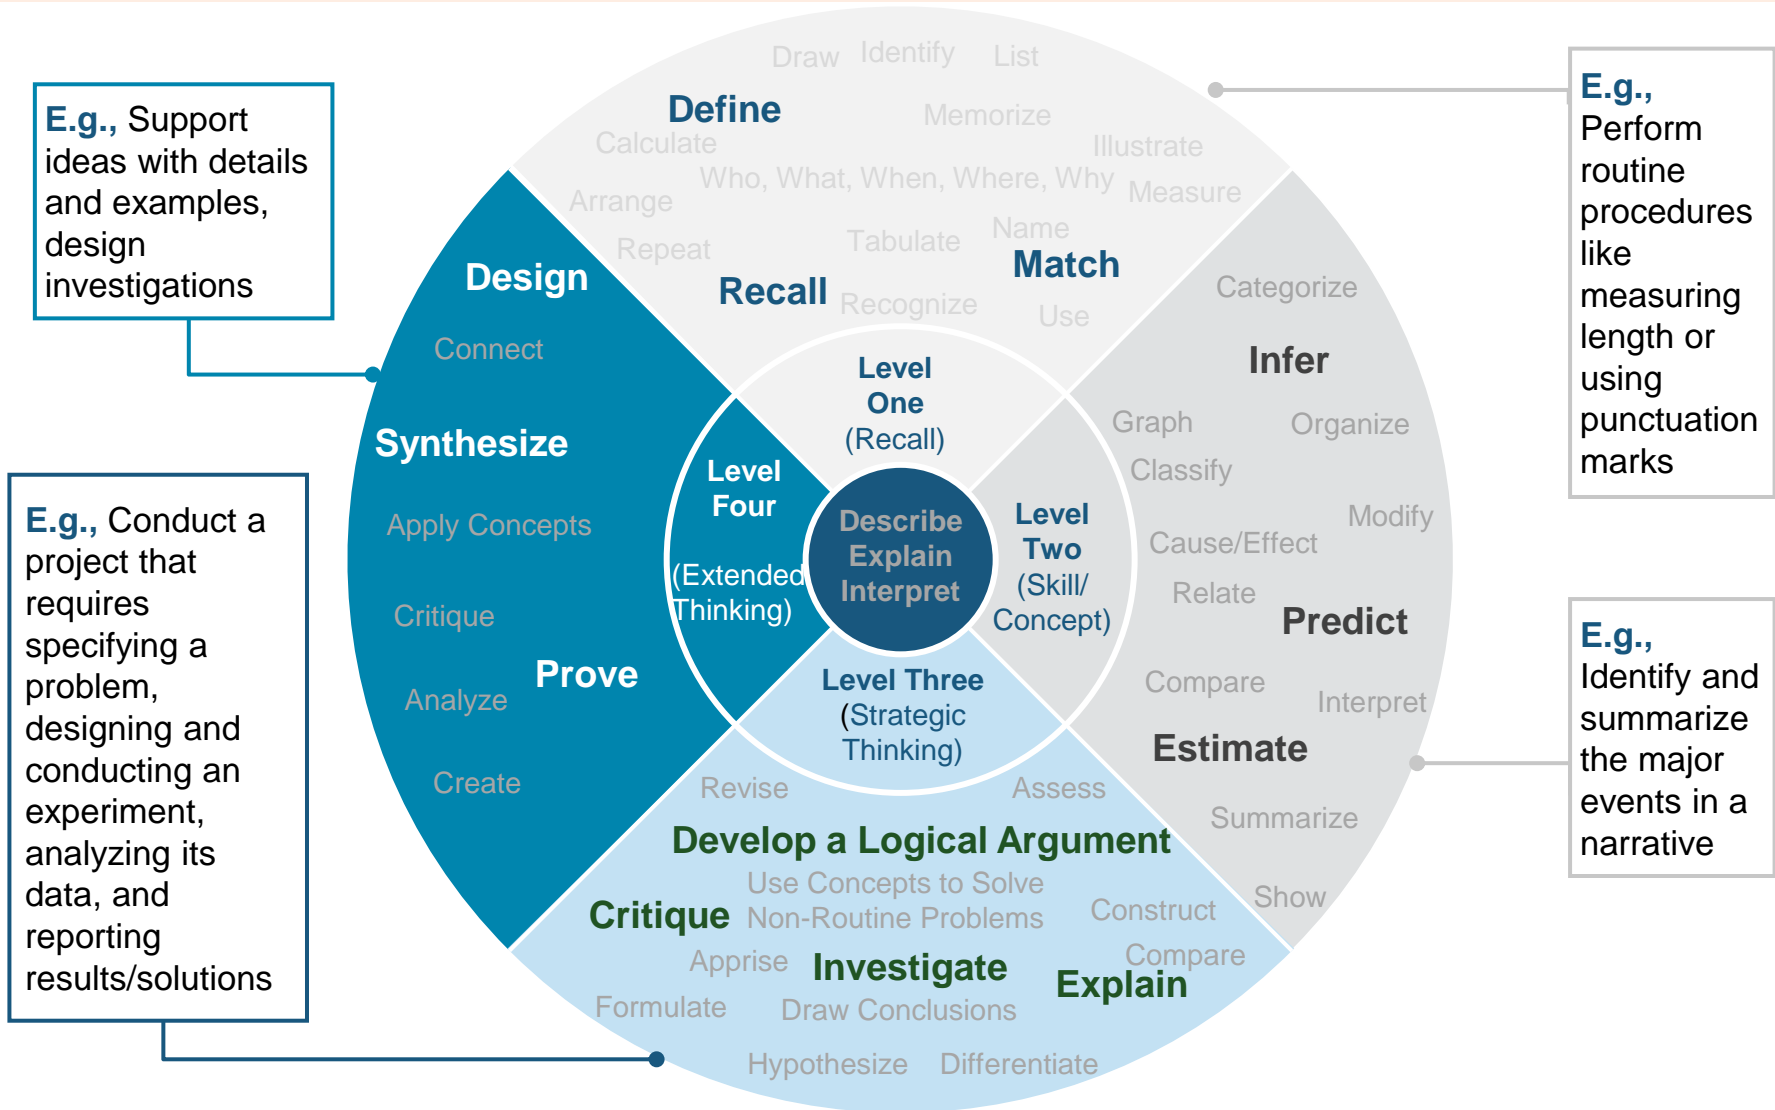 E.g., Support
ideas with details
and examples,
design
investigations
E.g., Conduct a
project that
requires
specifying a
problem,
designing and
conducting an
experiment,
analyzing its
data, and
reporting
results/solutions
Draw Identify List
Define
Memorize
Calculate
Illustrate
Who, What, When, Where, Why
Measure
Arrange
Name
Repeat
Tabulate
Match
Recall
Recognize
Use
Level
One
(Recall)
Design
Connect
Synthesize
Apply Concepts
Critique
Prove
Analyze
Create
Level
Four
(Extended
Thinking)
Describe
Explain
Interpret
Level
Two
(Skill/
Concept)
Categorize
Infer
Graph
Organize
Classify
Modify
Cause/Effect
Relate
Predict
Compare
Interpret
Estimate
Summarize
Show
Level Three
(Strategic
Thinking)
Revise
Assess
Develop a Logical Argument
Use Concepts to Solve
Non-Routine Problems
Critique
Construct
Compare
Apprise
Investigate
Explain
Formulate
Draw Conclusions
Hypothesize
Differentiate
E.g.,
Perform
routine
procedures
like
measuring
length or
using
punctuation
marks
E.g.,
Identify and
summarize
the major
events in a
narrative